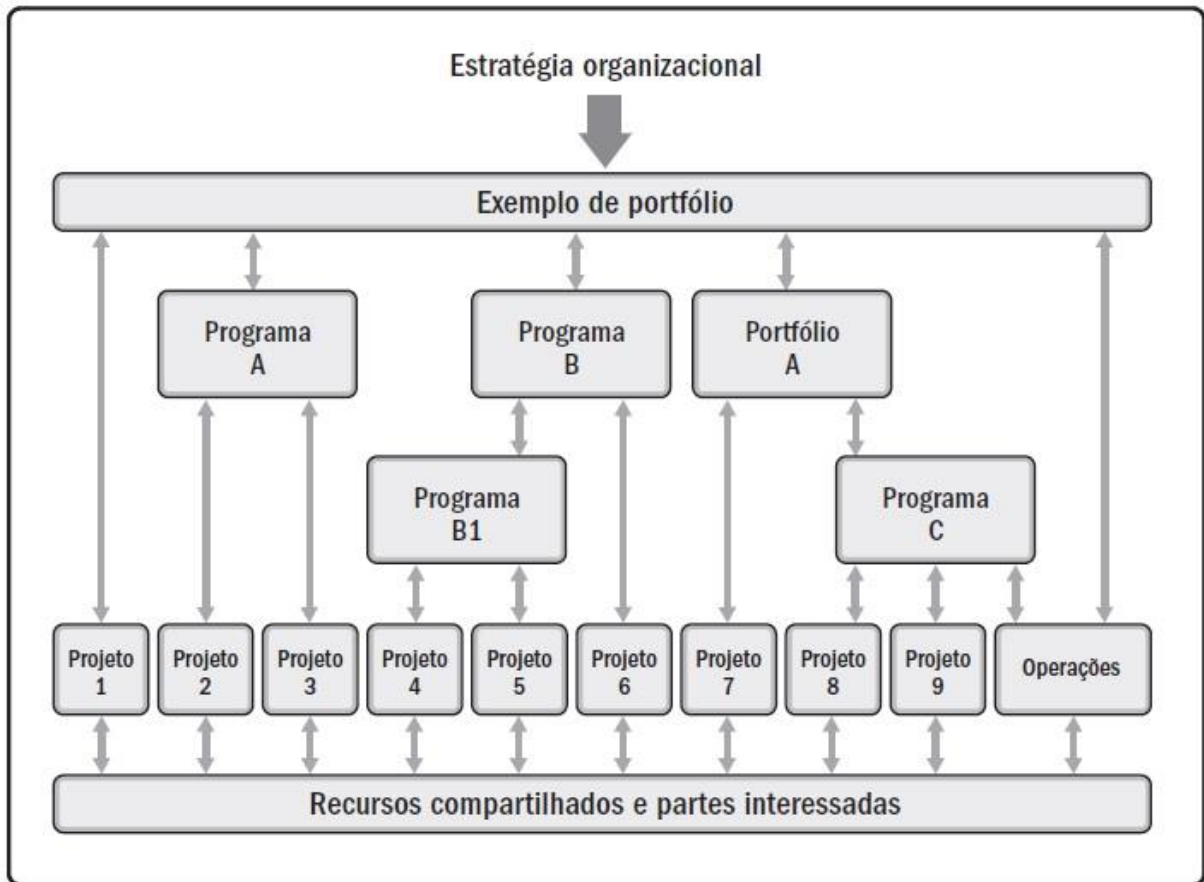 Estratégia organizacional
Exemplo de portfólio
Programa
A
Programa
B
Portfólio
A
Programa
B1
Programa
C
Projeto
1
Projeto
2
Projeto
3
Projeto
4
Projeto
5
Projeto
6
Projeto
7
Projeto
8
Projeto
9
Operações
Recursos compartilhados e partes interessadas